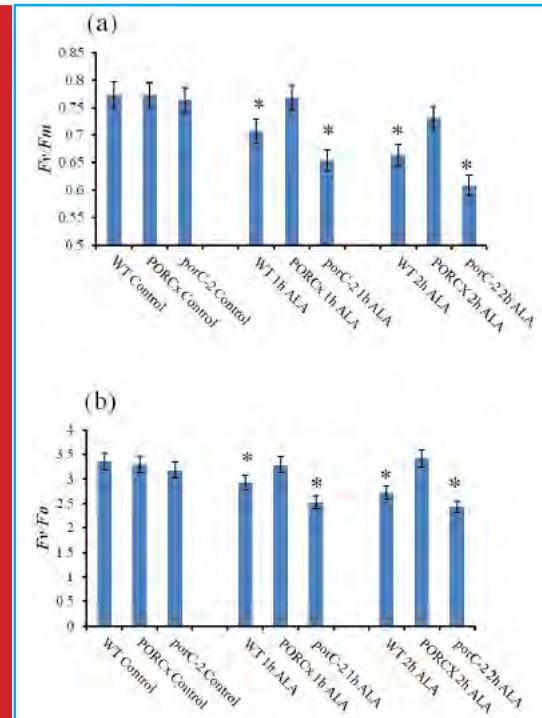 (a)
Fv/Fm
0.85
0.8
0.75
0.7
0.65
0.6
0.55
0.5
*
*
*
*
WT Control
PORCx Control
porC-2 Control
WT 1h ALA
PORCx 1h ALA
porC-2 1h ALA
WT 2h ALA
PORCX 2h ALA
porC-2 2h ALA
(b)
Fv/Fo
4
3.5
3
2.5
2
1.5
1
0.5
0
*
*
*
*
WT Control
PORCx Control
porC-2 Control
WT 1h ALA
PORCx 1h ALA
porC-2 1h ALA
WT 2h ALA
PORCX 2h ALA
porC-2 2h ALA